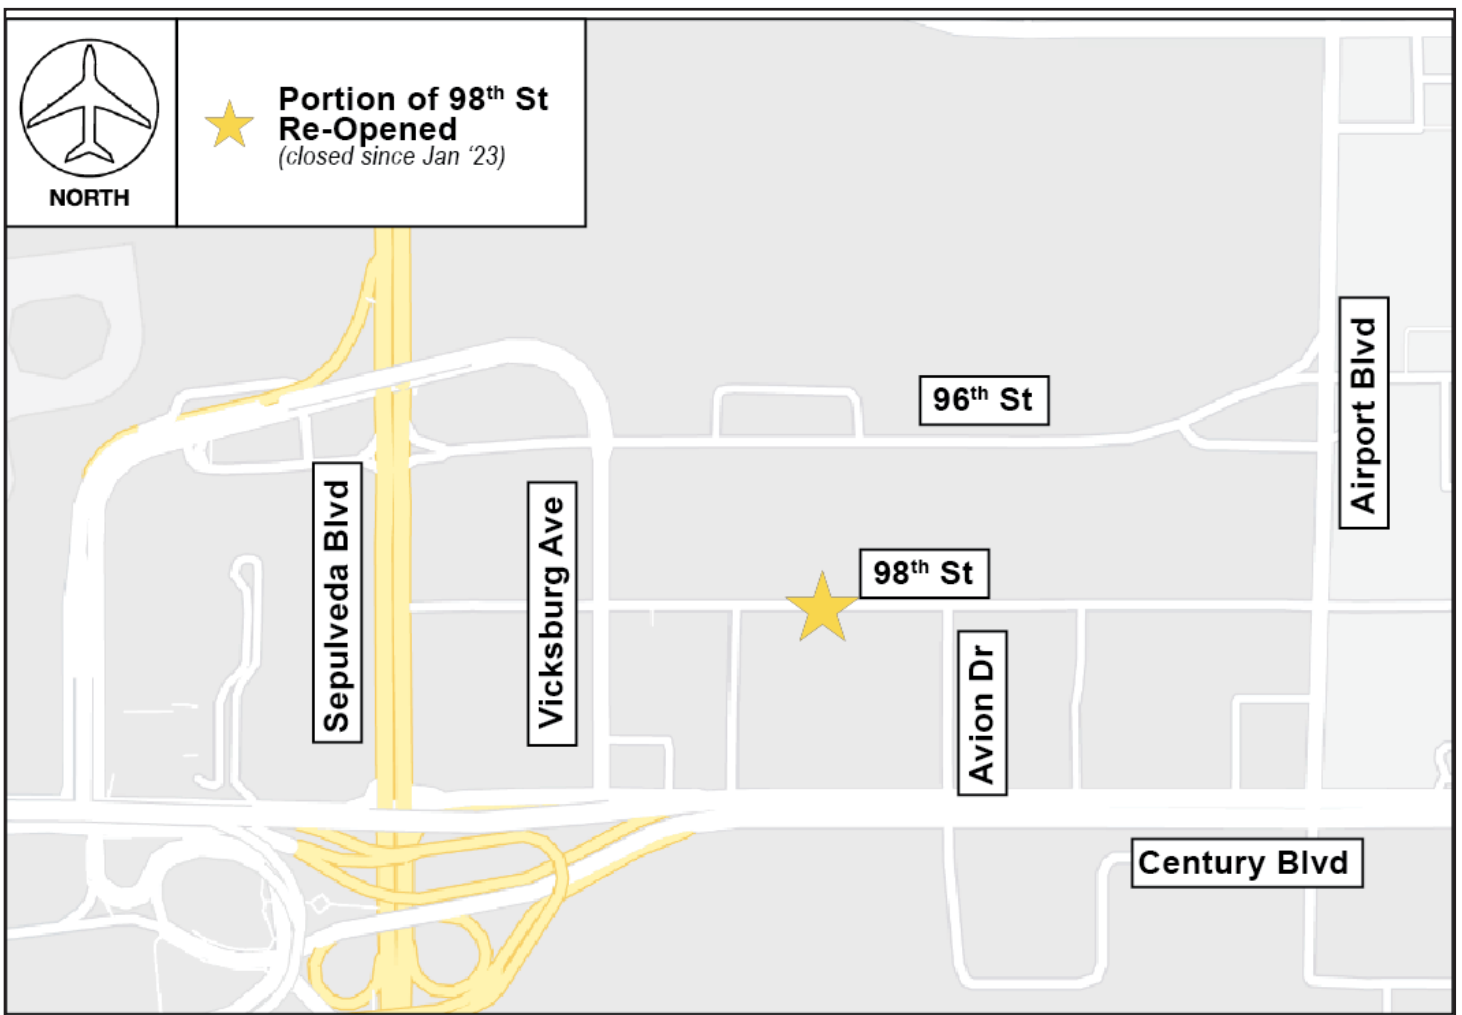 NORTH
Portion of 98th St
Re-Opened
(closed since Jan ‘23)
96th St
Airport Blvd
Sepulveda Blvd
Vicksburg Ave
98th St
Avion Dr
Century Blvd